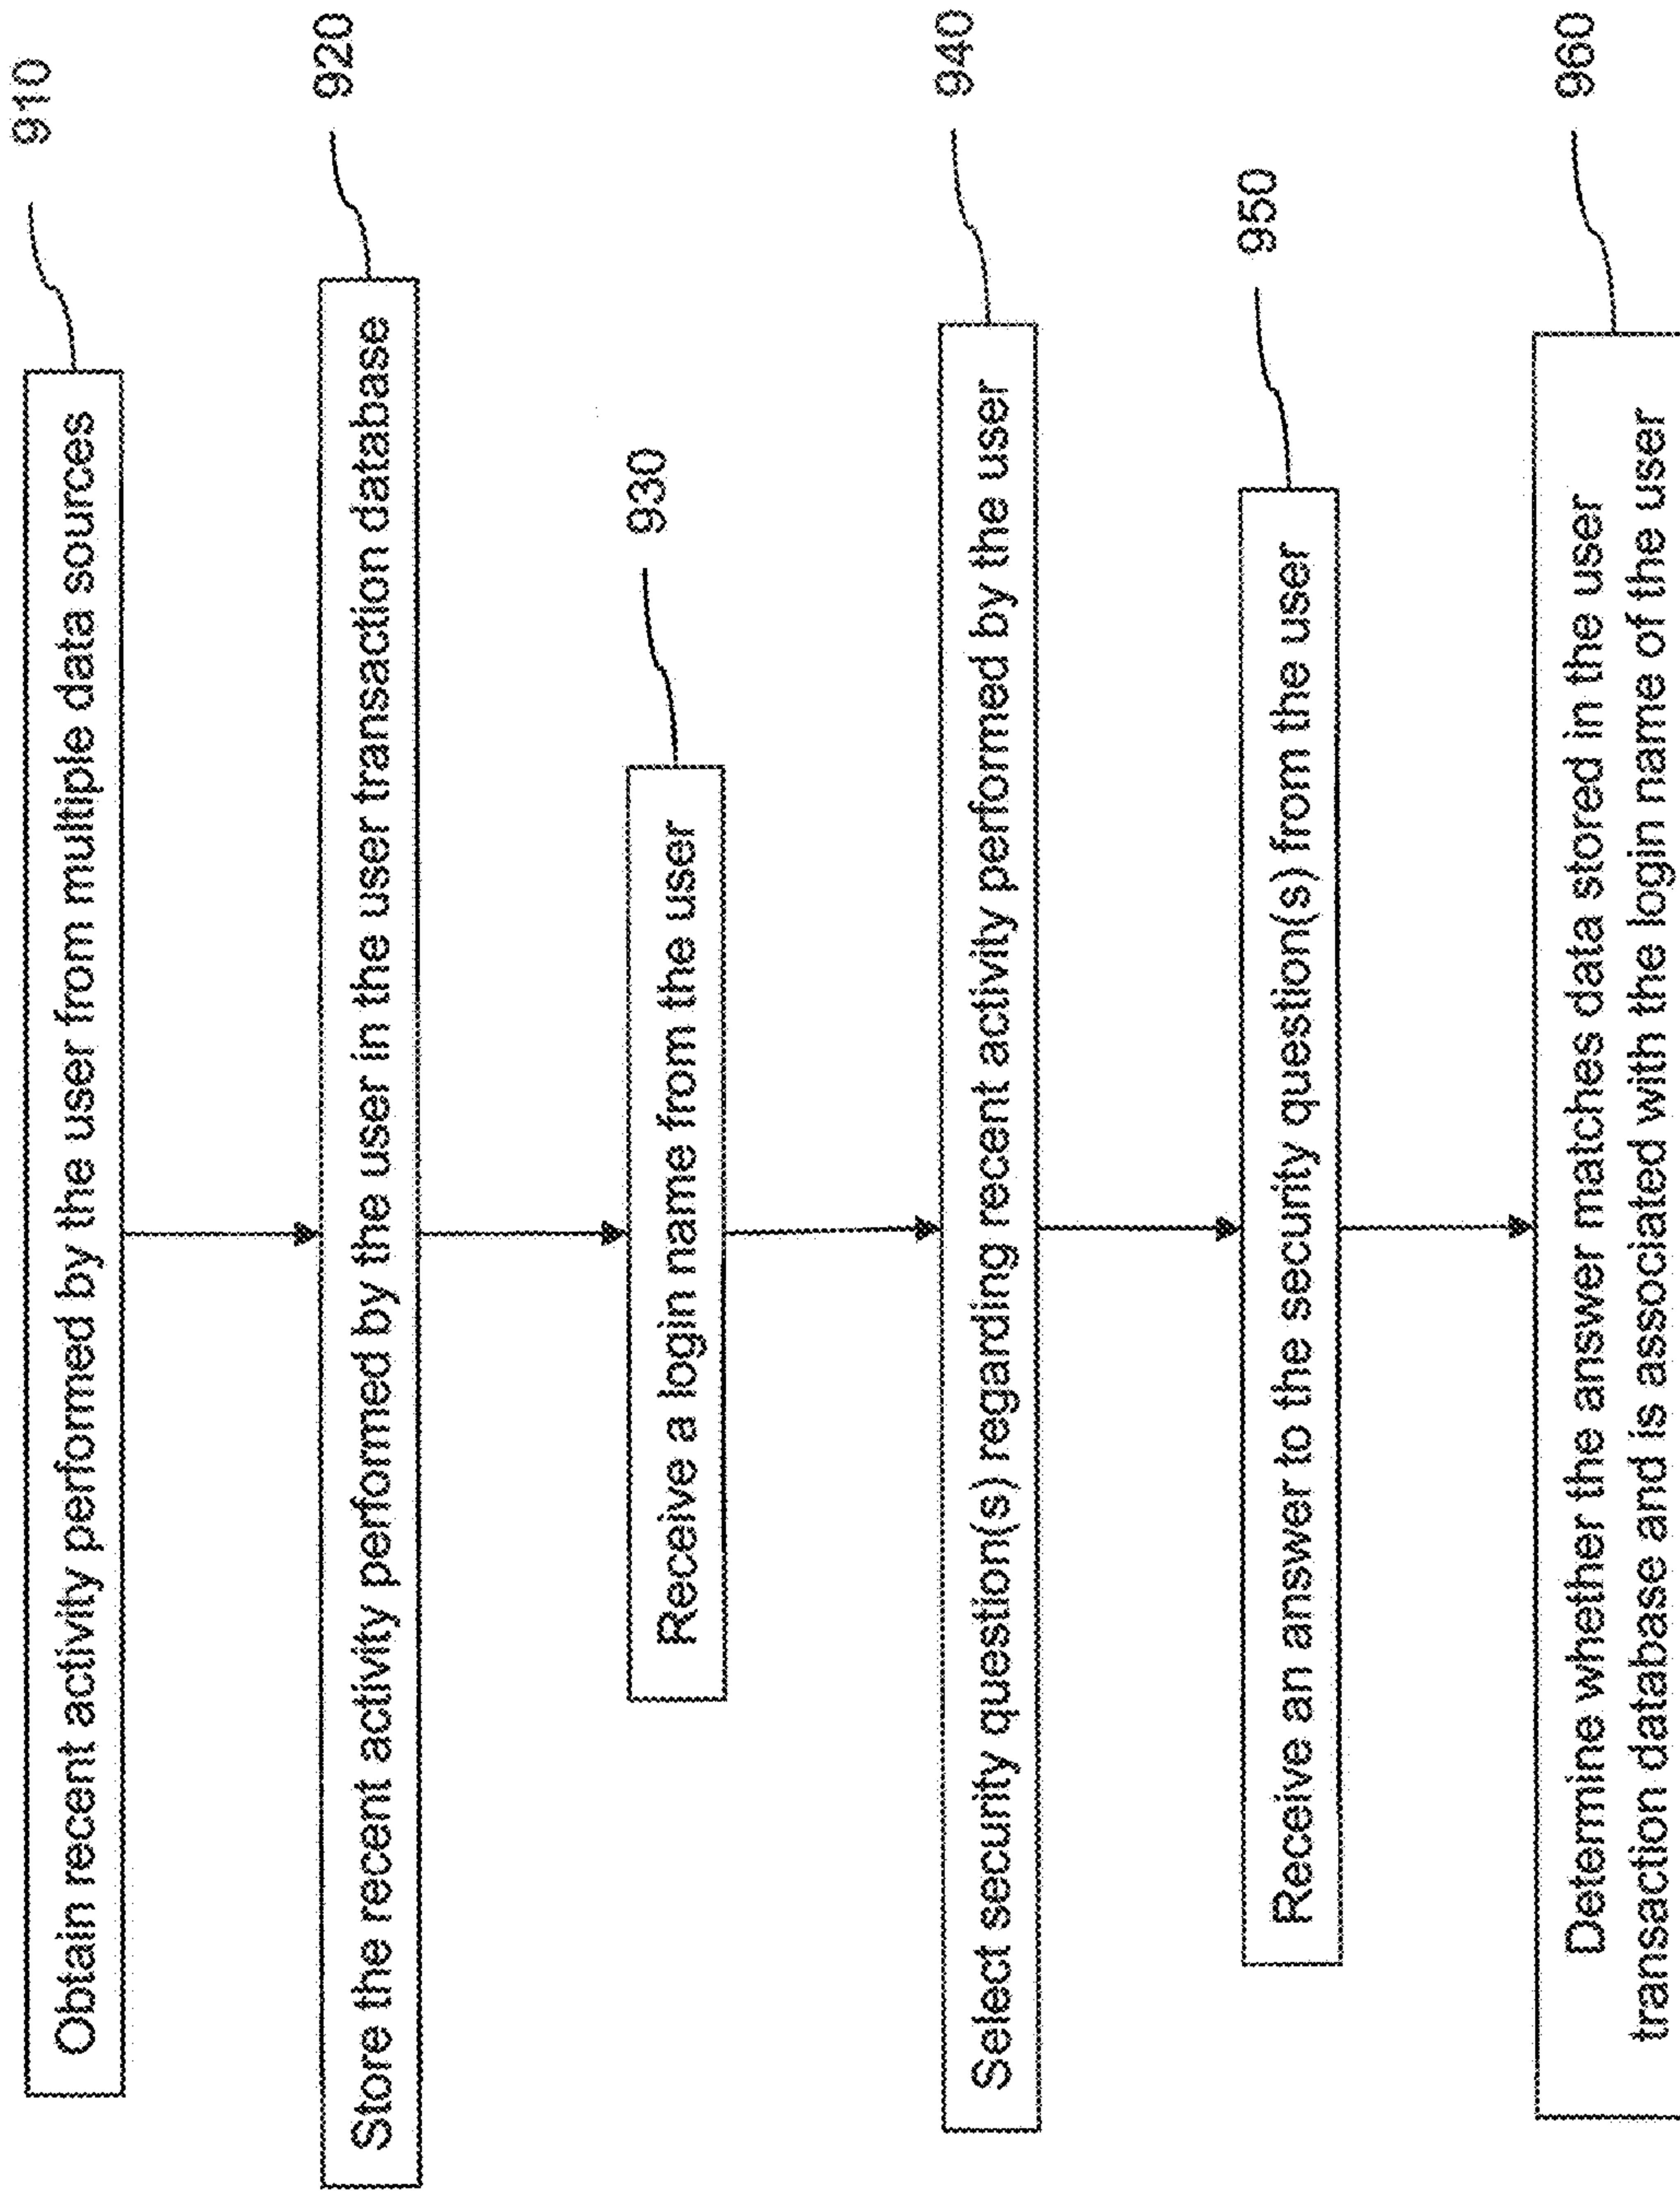 910
Obtain recent activity performed by the user from multiple data sources
920
Store the recent activity performed by the user in the user transaction database
930
Receive a login name from the user
940
Select security question(s) regarding recent activity performed by the user
950
Receive an answer to the security question(s) from the user
960
Determine whether the answer matches data stored in the user
transaction database and is associated with the login name of the user